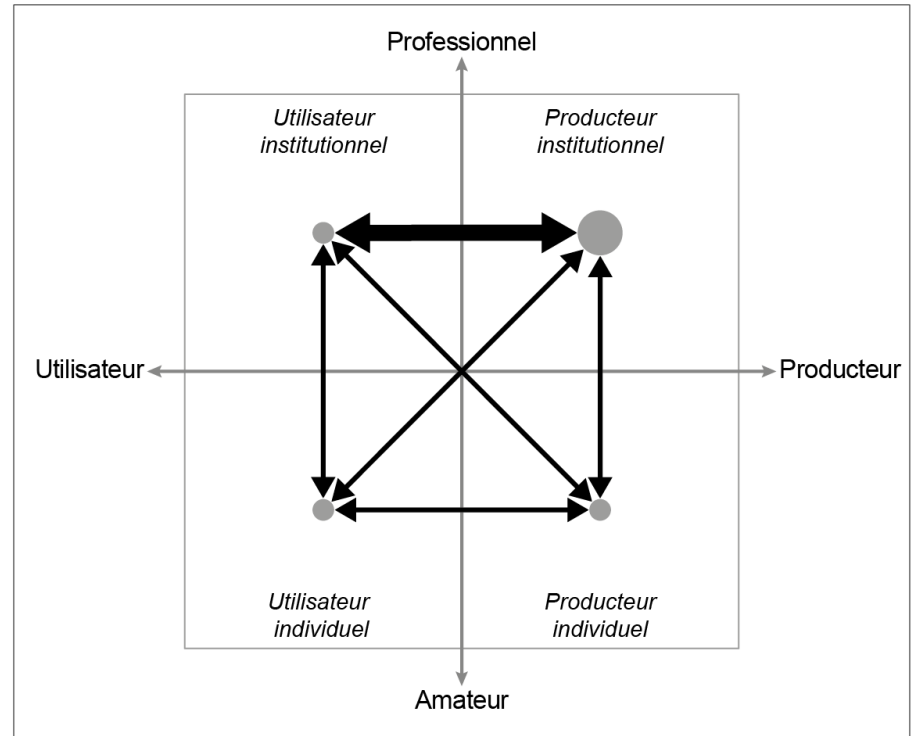 Professionnel
Utilisateur
institutionnel
Producteur
institutionnel
Utilisateur
Producteur
Utilisateur
individuel
Producteur
individuel
Amateur